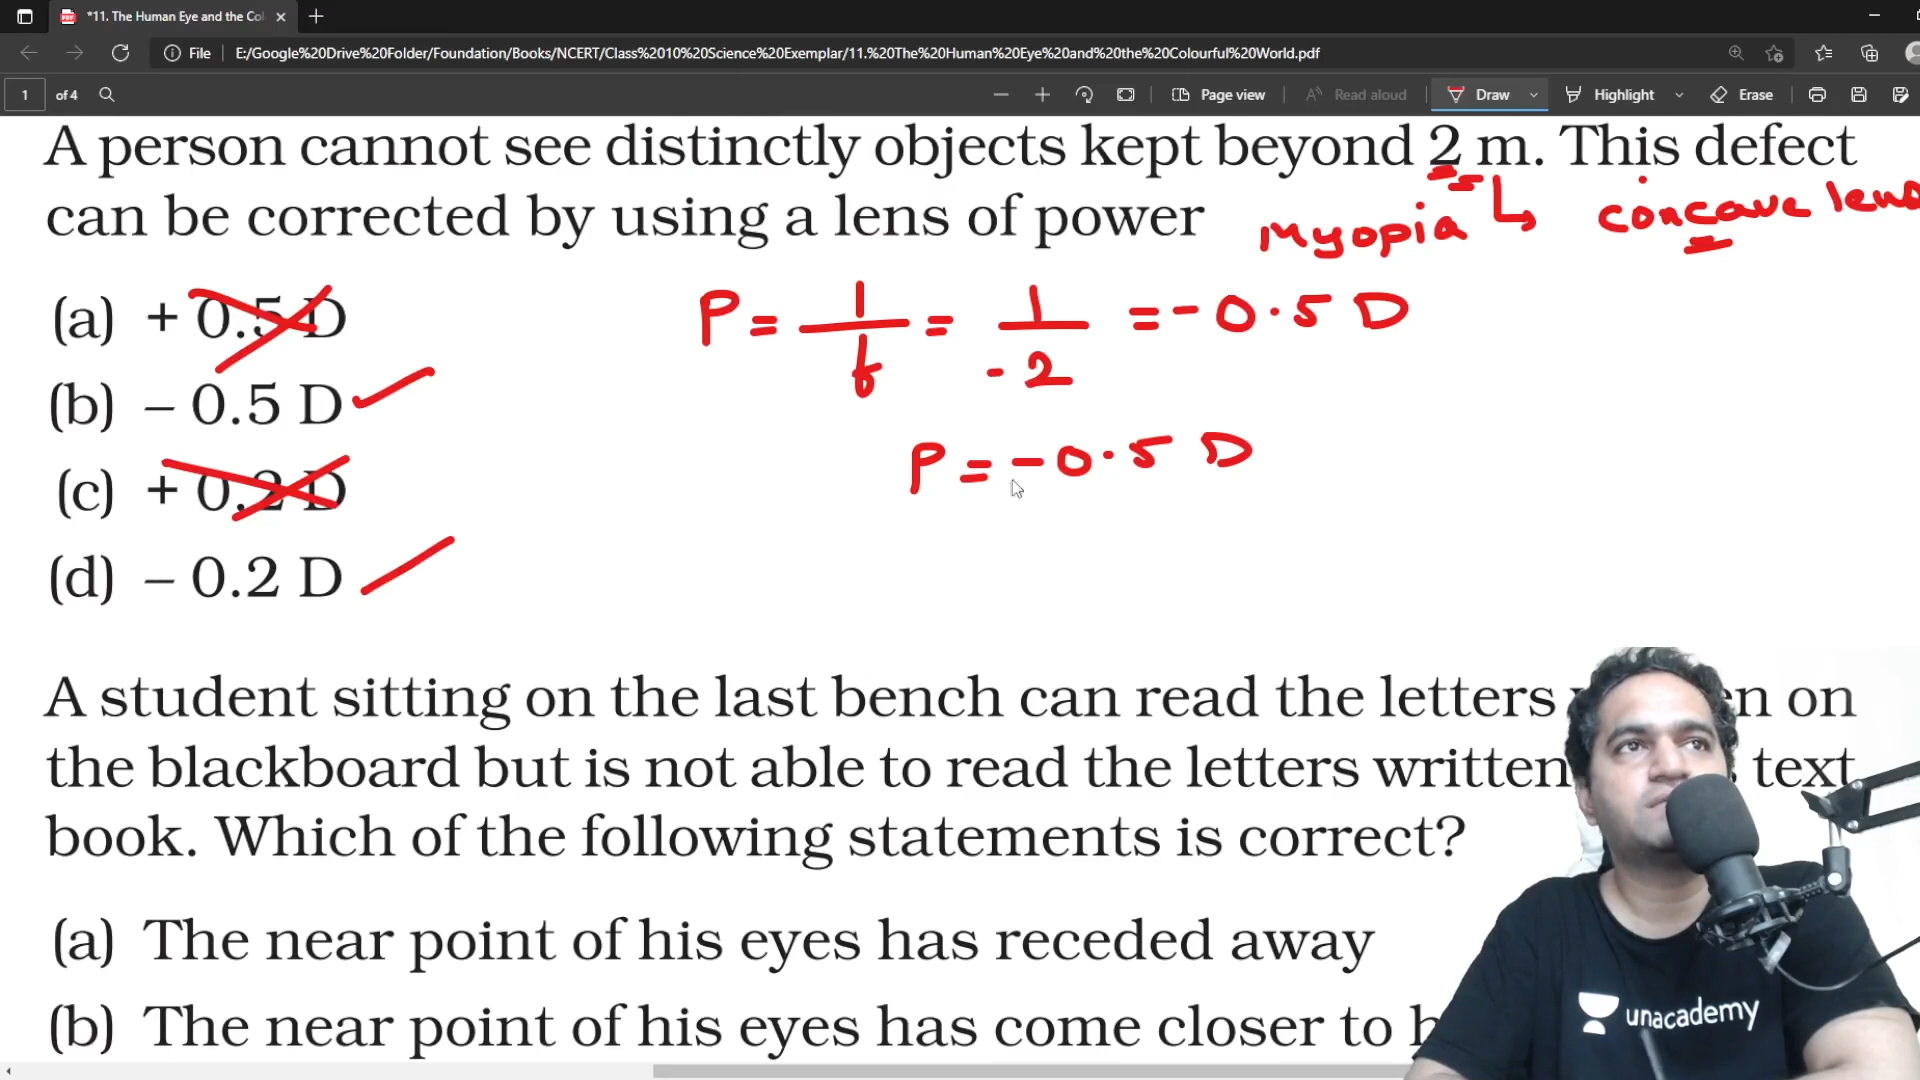 *11. The Human Eye and the Col
File E:/Google%20Drive%20Folder/Foundation/Books/NCERT/Class%2010%20Science%20Exemplar/11.%20The%20Human%20Eye%20and%20the%20Colourful%20World.pdf
1 of 4 Page view Read aloud Draw Highlight Erase
A person cannot see distinctly objects kept beyond 2 m. This defect
can be corrected by using a lens of power
myopia concave lens
(a) + 0.5 D
P = 1/f = 1/-2 = -0.5 D
(b) – 0.5 D
P = -0.5 D
(c) + 0.2 D
(d) – 0.2 D
A student sitting on the last bench can read the letters en on
the blackboard but is not able to read the letters written text
book. Which of the following statements is correct?
(a) The near point of his eyes has receded away
(b) The near point of his eyes has come closer to
unacademy